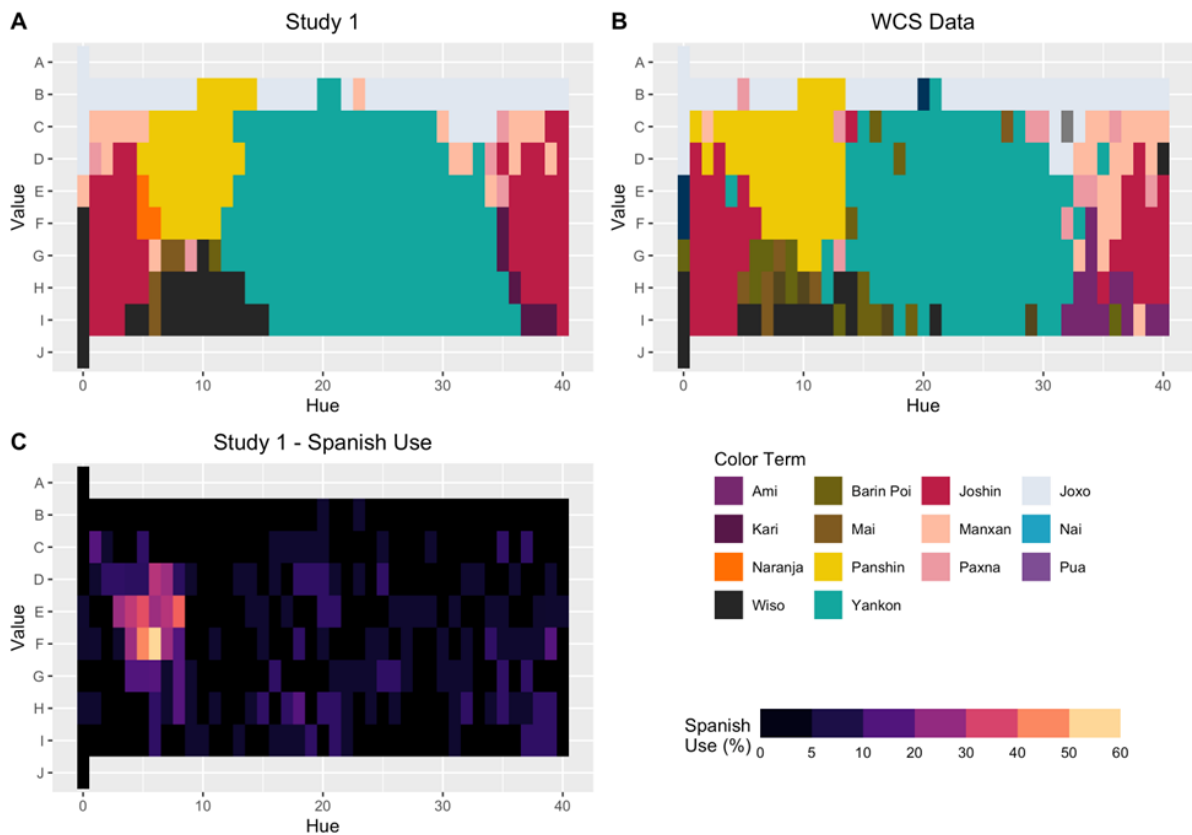 A
Study 1
Value
A
B
C
D
E
F
G
H
I
J
0
10
20
30
40
Hue
B
WCS Data
Value
A
B
C
D
E
F
G
H
I
J
0
10
20
30
40
Hue
C
Study 1 - Spanish Use
Value
A
B
C
D
E
F
G
H
I
J
0
10
20
30
40
Hue
Color Term
Ami
Barin Poi
Joshin
Joxo
Kari
Mai
Manxan
Nai
Naranja
Panshin
Paxna
Pua
Wiso
Yankon
Spanish
Use (%)
0
5
10
20
30
40
50
60